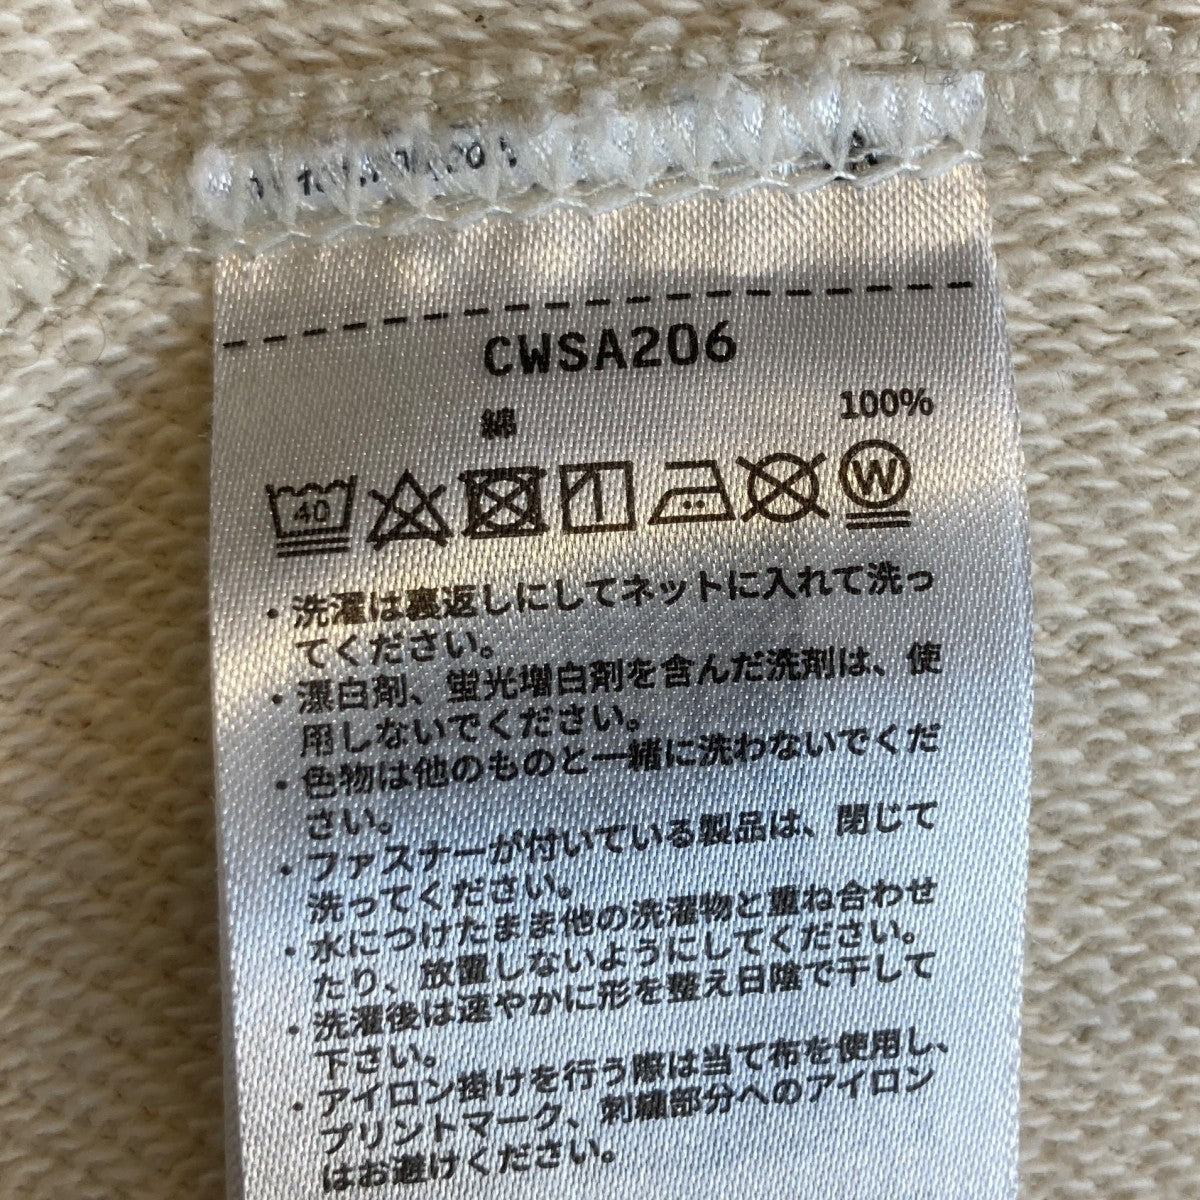 CWSA206
綿 100%
40
W
・洗濯は裏返しにしてネットに入れて洗っ
てください。
・漂白剤、蛍光増白剤を含んだ洗剤は、使
用しないでください。
・色物は他のものと一緒に洗わないでくだ
さい。
・ファスナーが付いている製品は、閉じて
洗ってください。
・水につけたまま他の洗濯物と重ね合わせ
たり、放置しないようにしてください。
・洗濯後は速やかに形を整え日陰で干して
下さい。
・アイロン掛けを行う際は当て布を使用し、
プリントマーク、刺繍部分へのアイロン
はお避けください。